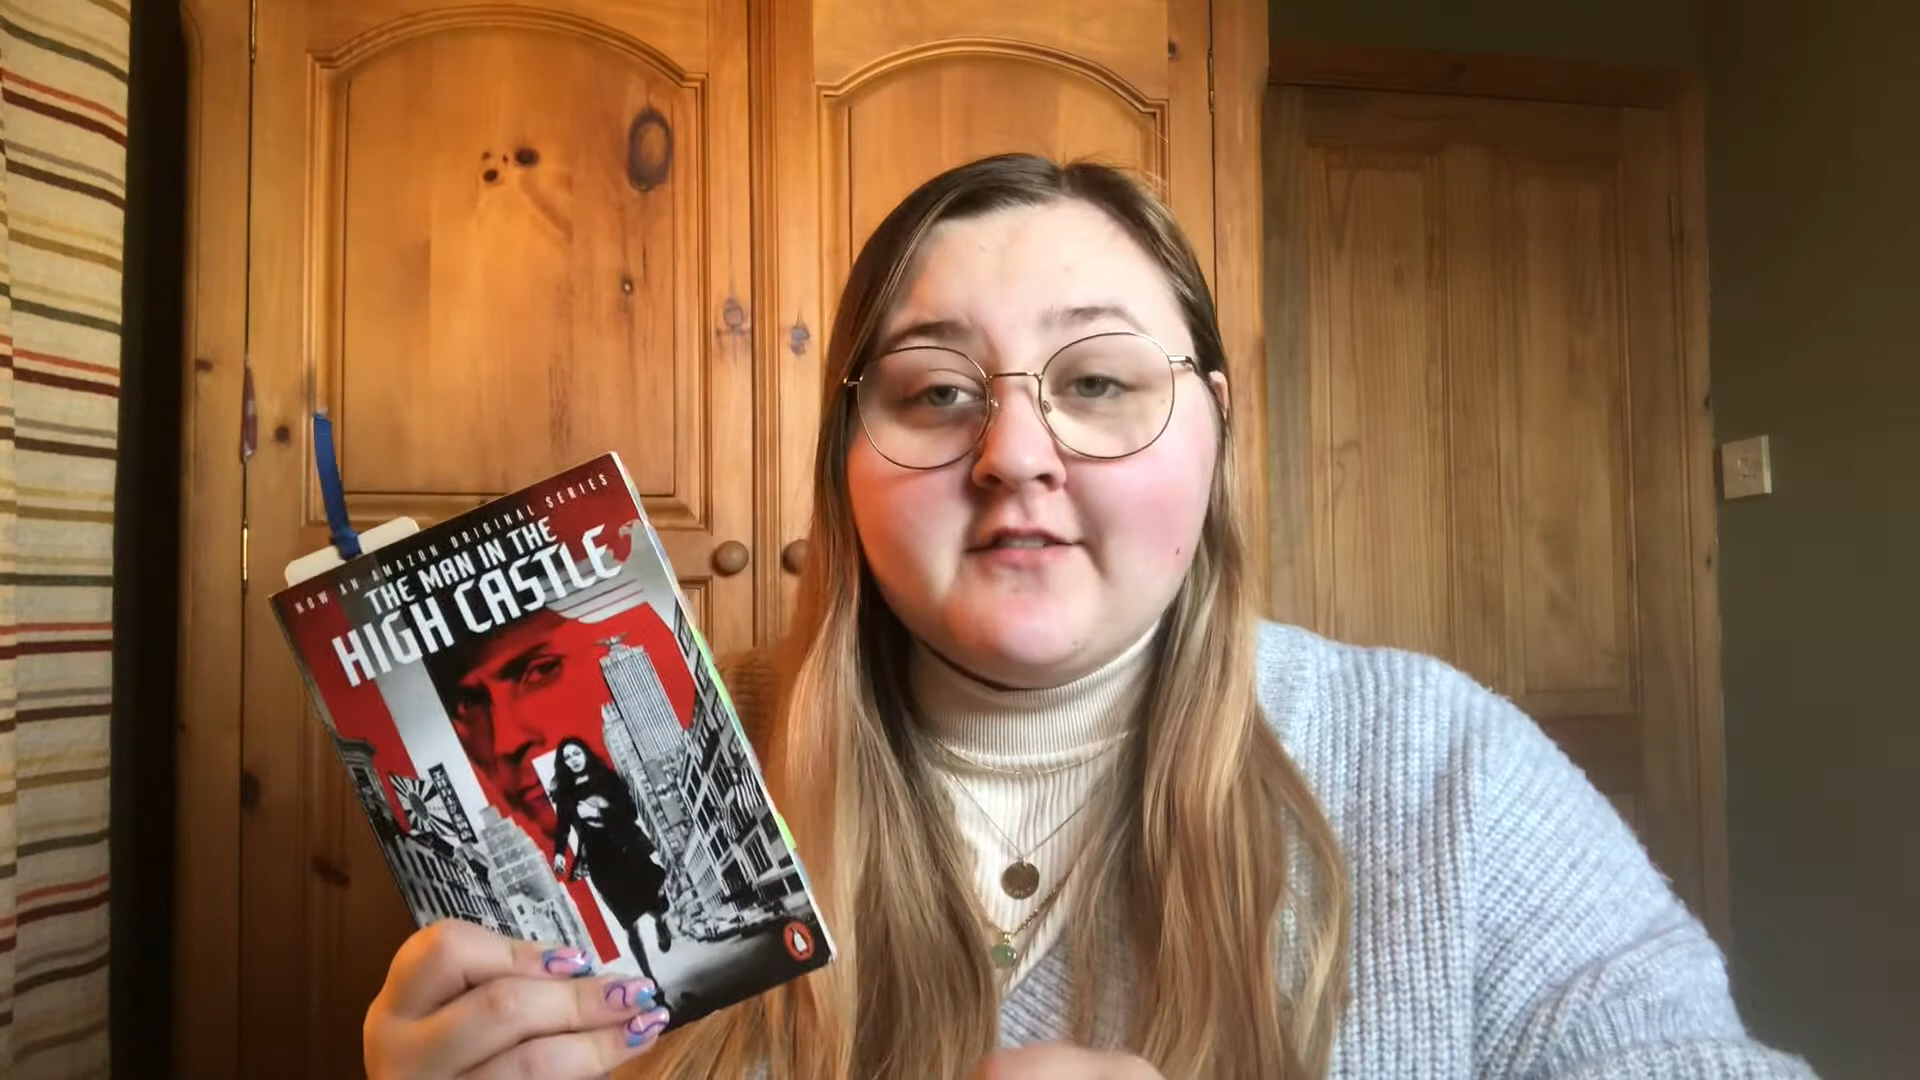 NOW AN AMAZON ORIGINAL SERIES
THE MAN IN THE
HIGH CASTLE